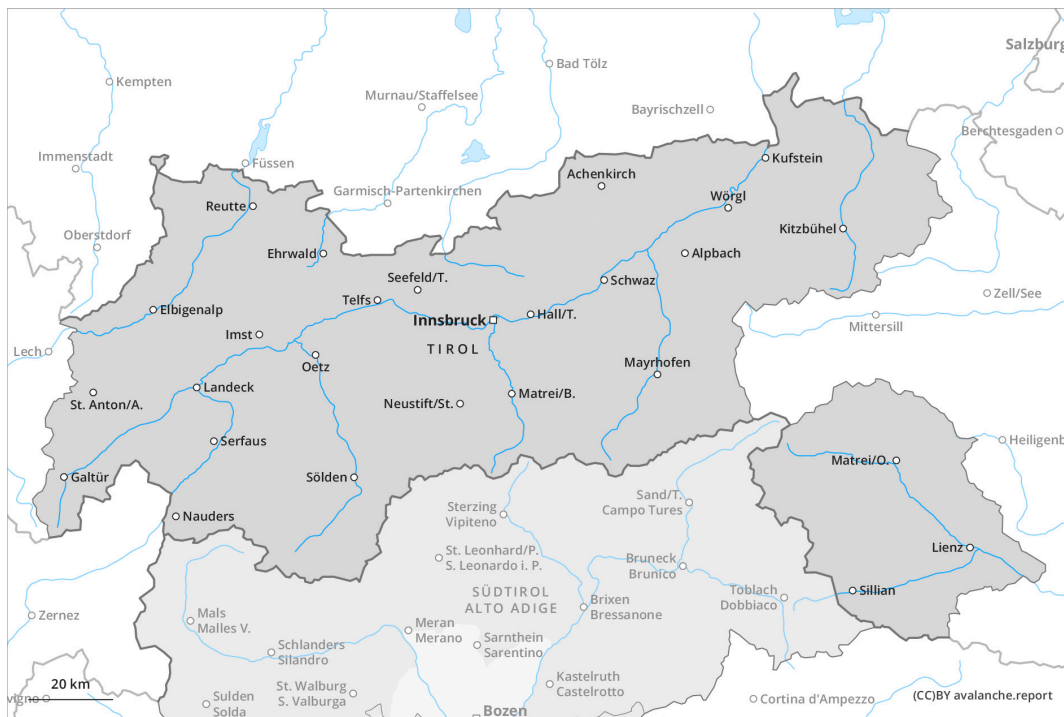 Salzburg
Kempten
Bad Tölz
Murnau/Staffelsee
Bayrischzell
Berchtesgaden
Immenstadt
Füssen
Kufstein
Achenkirch
Garmisch-Partenkirchen
Reutte
Wörgl
Oberstdorf
Kitzbühel
Ehrwald
Alpbach
Seefeld/T.
Schwaz
Zell/See
Telfs
Elbigenalp
Innsbruck
Hall/T.
Mittersill
Imst
TIROL
Lech
Oetz
Mayrhofen
Landeck
St. Anton/A.
Neustift/St.
Matrei/B.
Serfaus
Heiligenb
Matrei/O.
Galtür
Sölden
Sand/T.
Campo Tures
Sterzing
Vipiteno
Nauders
Lienz
St. Leonhard/P.
S. Leonardo i. P.
Bruneck
Brunico
SÜDTIROL
ALTO ADIGE
Sillian
Toblach
Dobbiaco
Brixen
Bressanone
Zernez
Mals
Malles V.
Meran
Merano
Sarnthein
Sarentino
Schlanders
Silandro
Kastelruth
Castelrotto
St. Walburg
S. Valburga
20 km
vigno
Sulden
Solda
Cortina d'Ampezzo
(CC)BY avalanche.report
Bozen